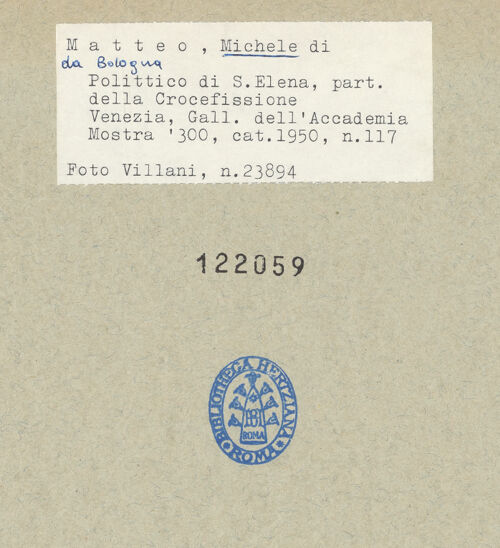 M a t t e o , Michele di
da Bologna
Polittico di S.Elena, part.
della Crocefissione
Venezia, Gall. dell'Accademia
Mostra '300, cat.1950, n.117
Foto Villani, n.23894
122059
BIBLIOTHECA HERTZIANA
BH
ROMA
ROMA